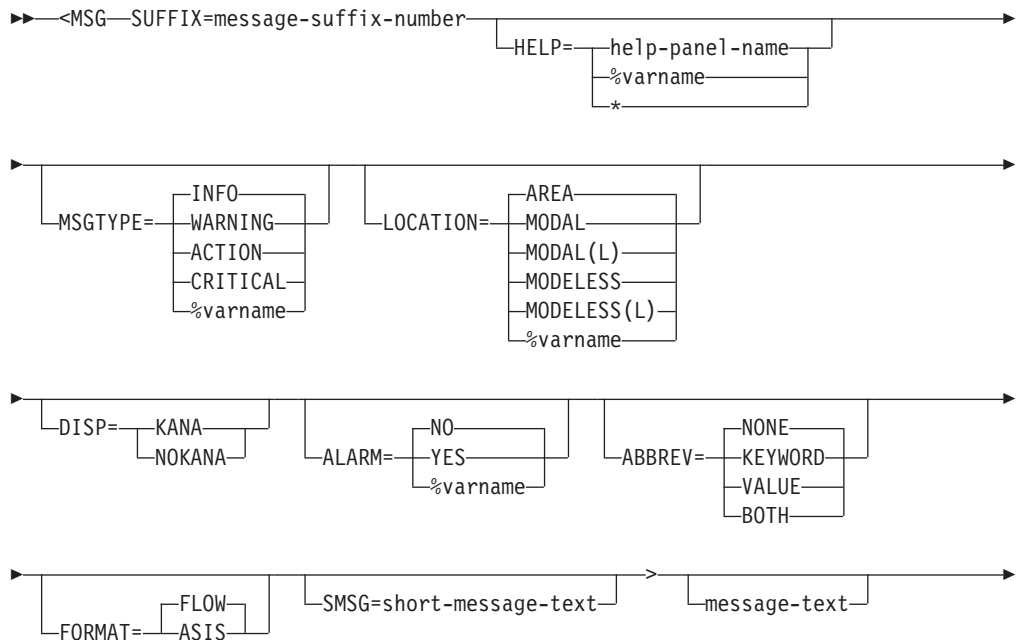 <MSG SUFFIX=message-suffix-number
HELP= help-panel-name
%varname
*
MSGTYPE= INFO
WARNING
ACTION
CRITICAL
%varname
LOCATION= AREA
MODAL
MODAL(L)
MODELESS
MODELESS(L)
%varname
DISP= KANA
NOKANA
ALARM= NO
YES
%varname
ABBREV= NONE
KEYWORD
VALUE
BOTH
FORMAT= FLOW
ASIS
SMSG=short-message-text
>
message-text